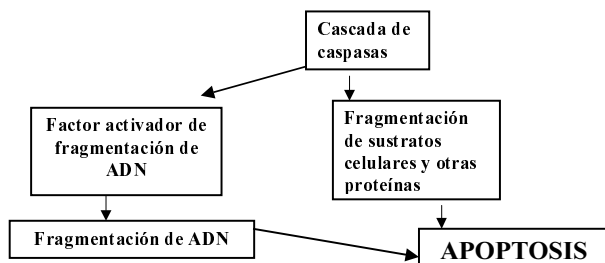 Cascada de
caspasas
Factor activador de
fragmentación de
ADN
Fragmentación
de sustratos
celulares y otras
proteínas
Fragmentación de ADN
APOPTOSIS